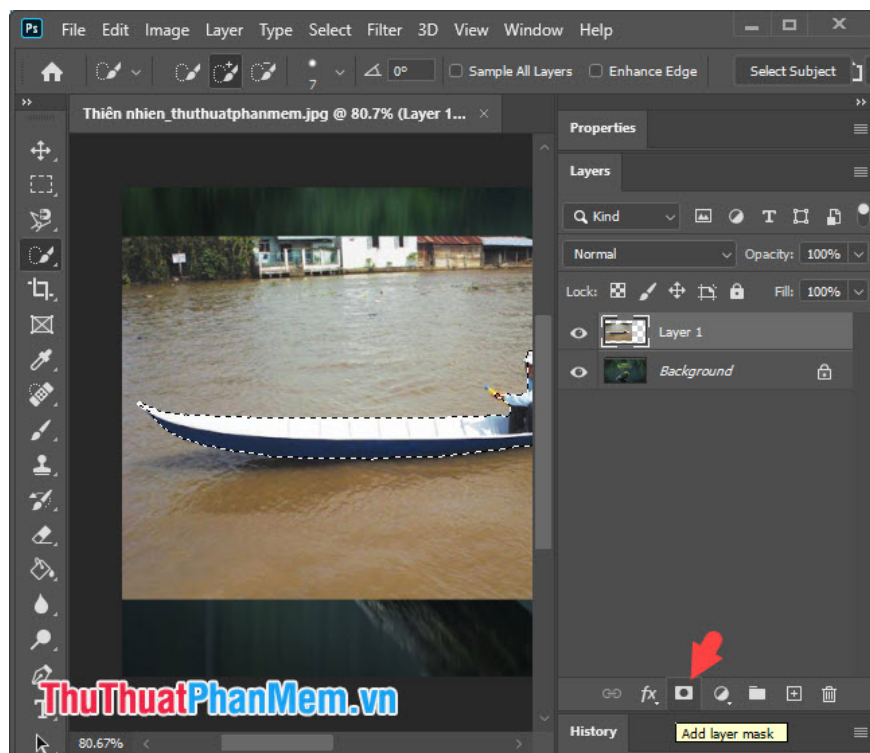 Ps File Edit Image Layer Type Select Filter 3D View Window Help
7 0° Sample All Layers Enhance Edge Select Subject
Thiên nhien_thuthuatphanmem.jpg @ 80.7% (Layer 1... ×
Properties
Layers
Kind T
Normal Opacity: 100%
Lock: Fill: 100%
Layer 1
Background
fx
ThuThuatPhanMem.vn
80.67%
History
Add layer mask